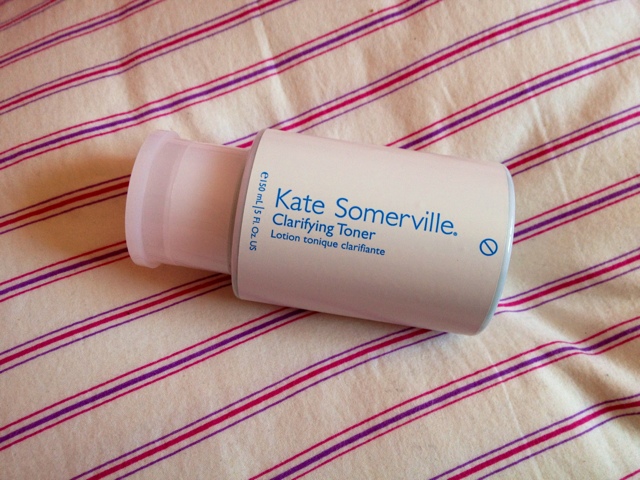 Kate Somerville®
Clarifying Toner
Lotion tonique clarifiante
℮150 mL | 5 Fl. Oz. US